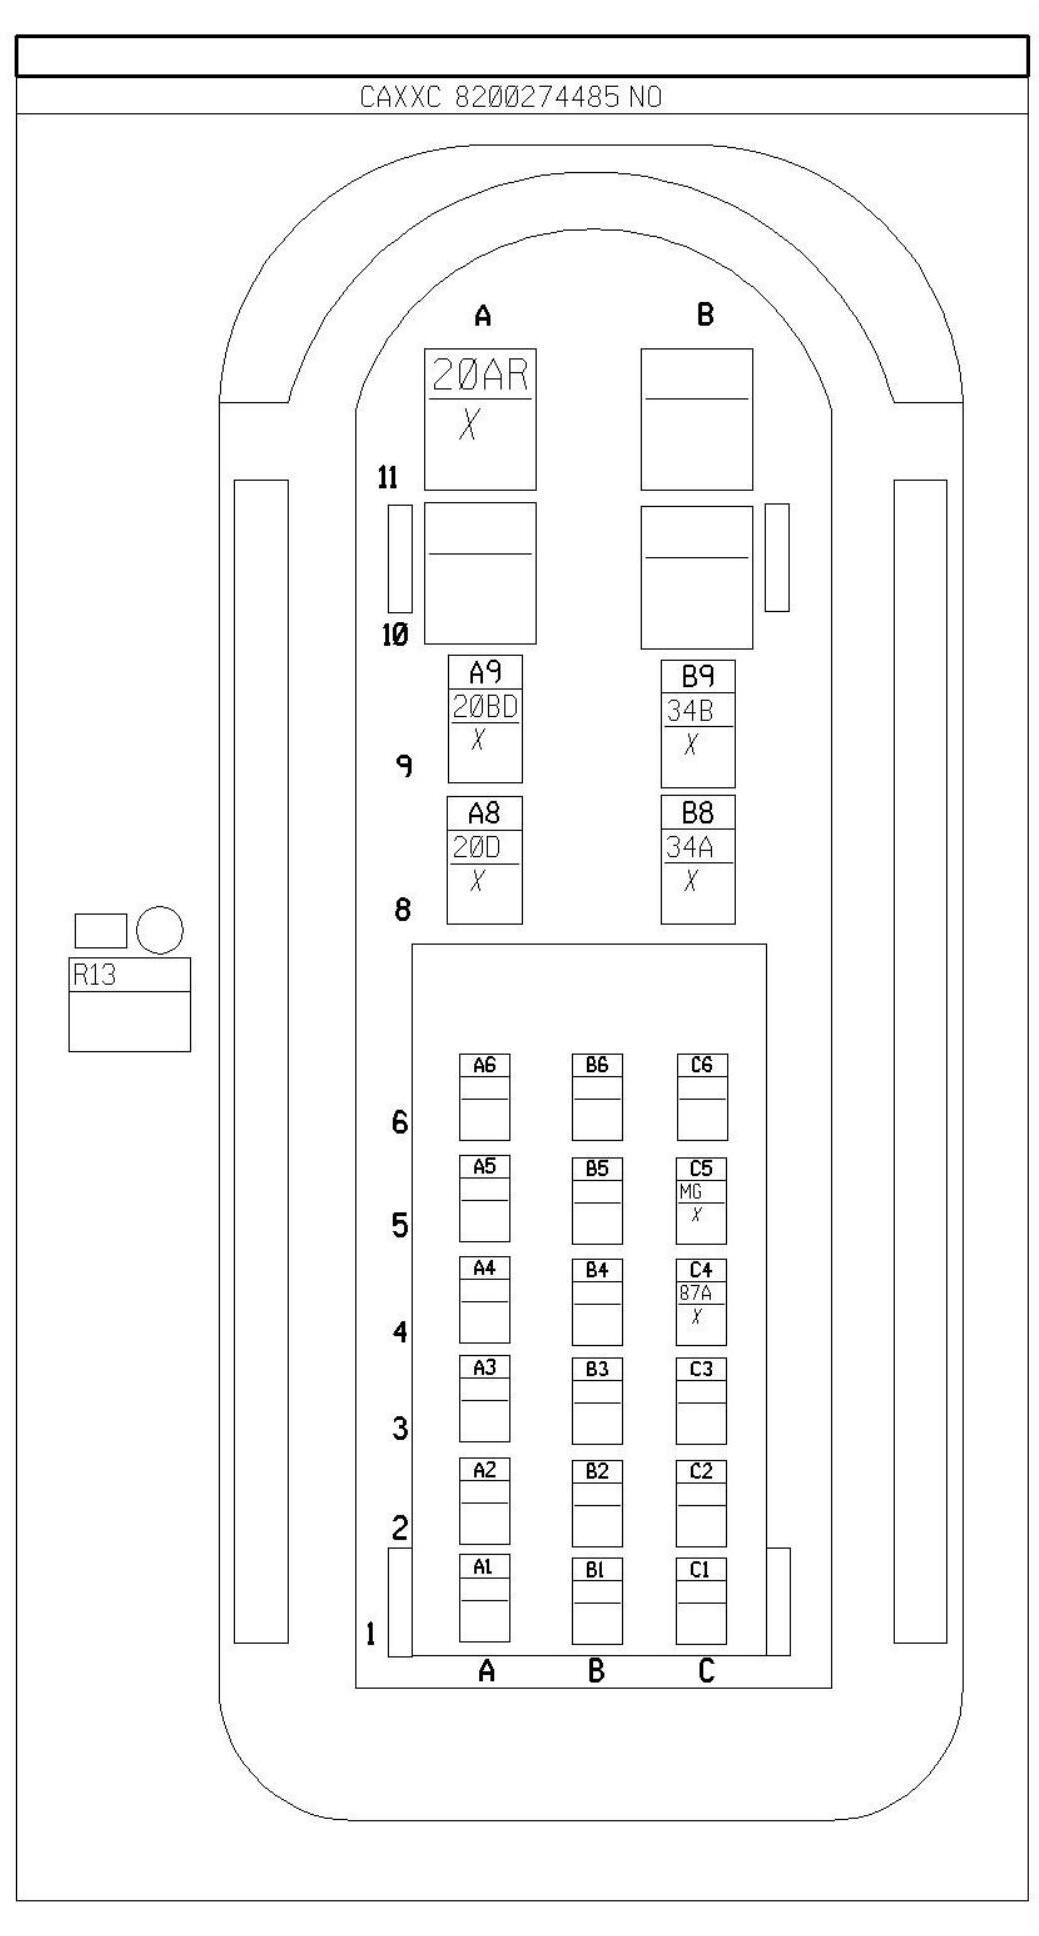 CAXXC 8200274485 NO
A B
20AR
X
11
10
A9 B9
20BD 34B
X X
9
A8 B8
20D 34A
X X
8
R13
A6 B6 C6
6
A5 B5 C5
MG
X
5
A4 B4 C4
87A
X
4
A3 B3 C3
3
A2 B2 C2
2
A1 B1 C1
1
A B C